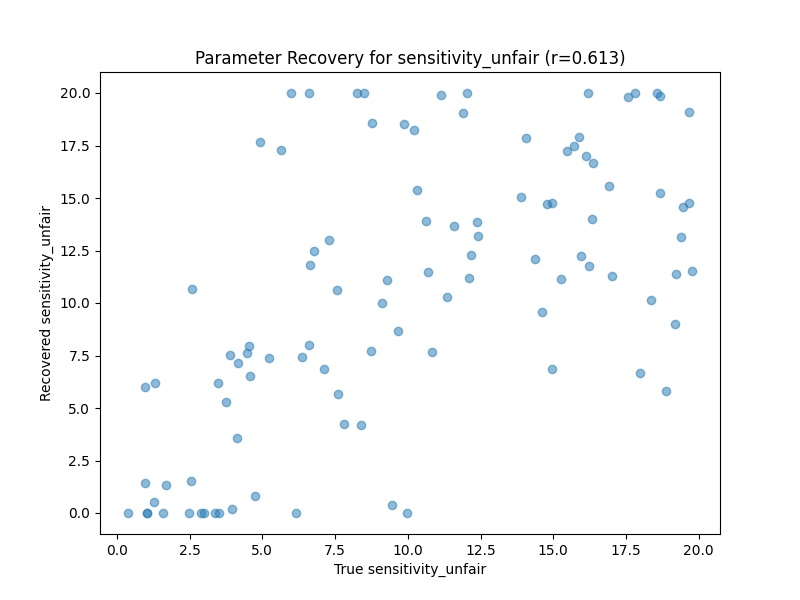 Parameter Recovery for sensitivity_unfair (r=0.613)
Recovered sensitivity_unfair
20.0
17.5
15.0
12.5
10.0
7.5
5.0
2.5
0.0
0.0 2.5 5.0 7.5 10.0 12.5 15.0 17.5 20.0
True sensitivity_unfair